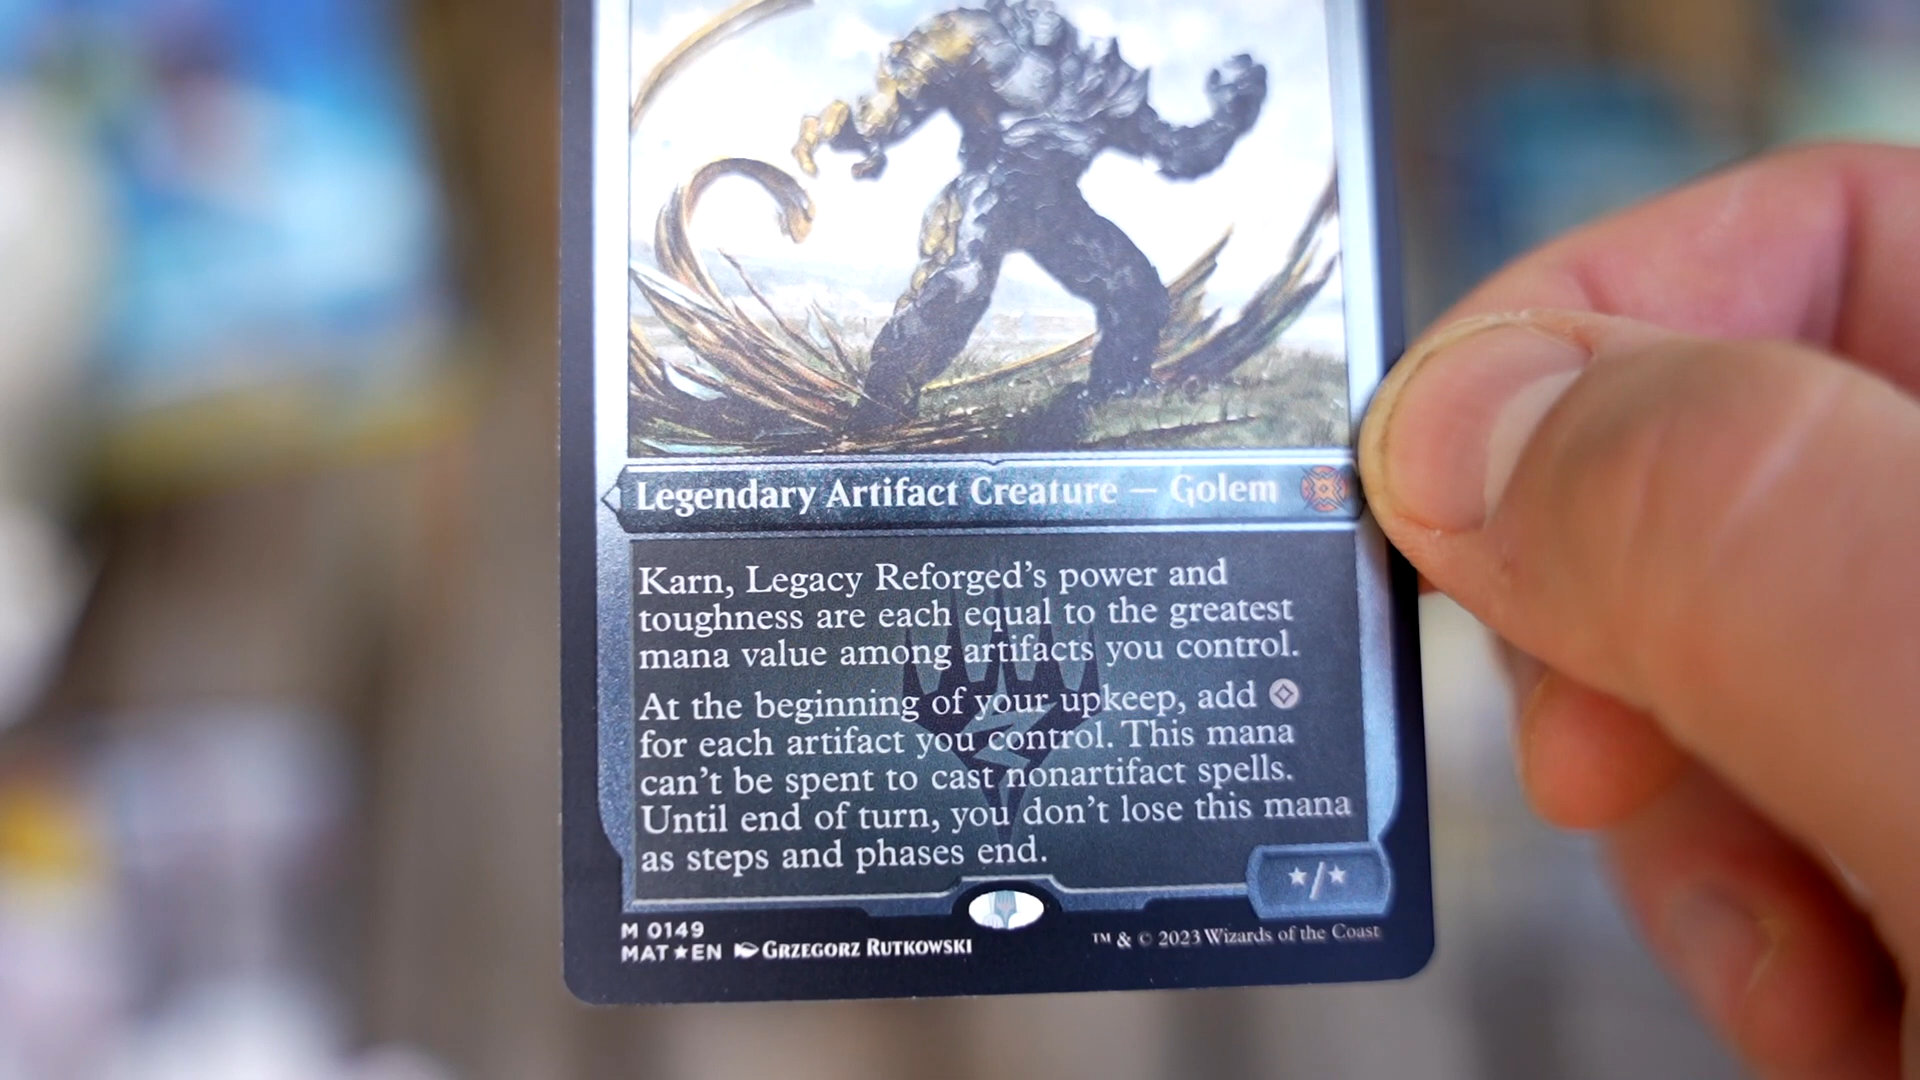 Legendary Artifact Creature — Golem
Karn, Legacy Reforged's power and
toughness are each equal to the greatest
mana value among artifacts you control.
At the beginning of your upkeep, add ◇
for each artifact you control. This mana
can't be spent to cast nonartifact spells.
Until end of turn, you don't lose this mana
as steps and phases end.
★/★
M 0149
MAT★EN GRZEGORZ RUTKOWSKI
™ & © 2023 Wizards of the Coast